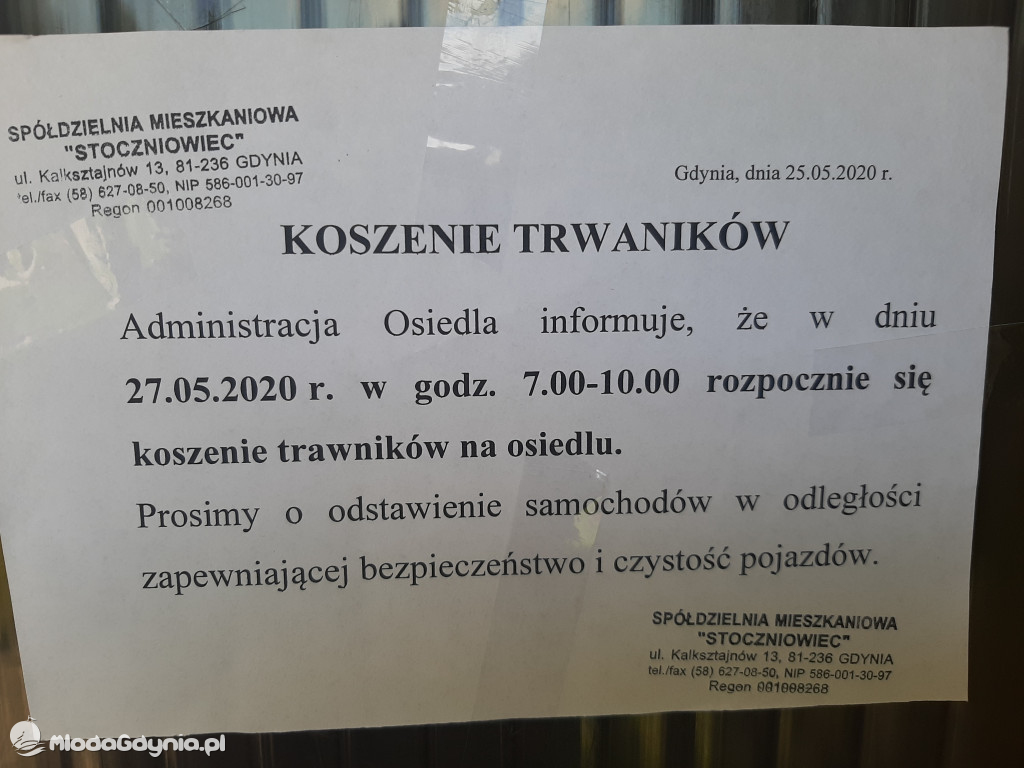 SPÓŁDZIELNIA MIESZKANIOWA
"STOCZNIOWIEC"
ul. Kalksztajnów 13, 81-236 GDYNIA
tel./fax (58) 627-08-50, NIP 586-001-30-97
Regon 001008268
Gdynia, dnia 25.05.2020 r.
KOSZENIE TRWANIKÓW
Administracja Osiedla informuje, że w dniu
27.05.2020 r. w godz. 7.00-10.00 rozpocznie się
koszenie trawników na osiedlu.
Prosimy o odstawienie samochodów w odległości
zapewniającej bezpieczeństwo i czystość pojazdów.
SPÓŁDZIELNIA MIESZKANIOWA
"STOCZNIOWIEC"
ul. Kalksztajnów 13, 81-236 GDYNIA
tel./fax (58) 627-08-50, NIP 586-001-30-97
Regon 001008268
MlodaGdynia.pl